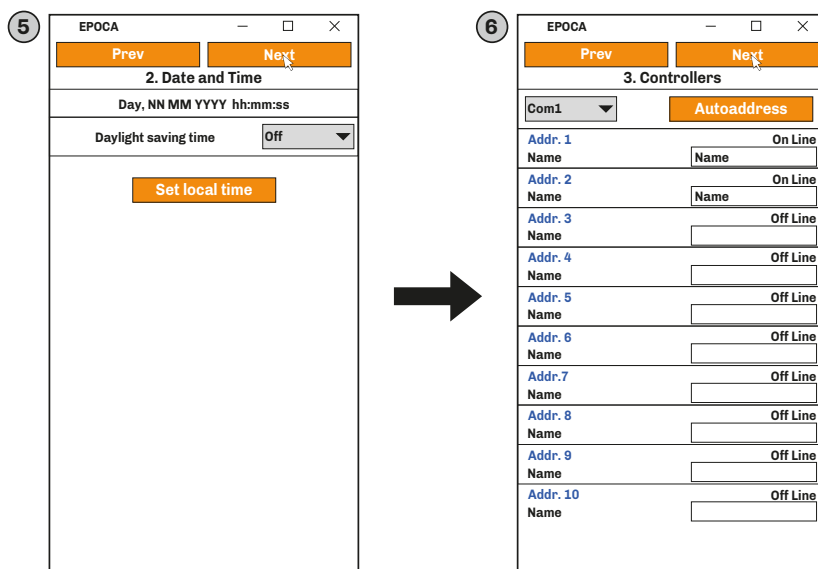 5
EPOCA
Prev Next
2. Date and Time
Day, NN MM YYYY hh:mm:ss
Daylight saving time Off
Set local time
6
EPOCA
Prev Next
3. Controllers
Com1 Autoaddress
Addr. 1 On Line
Name Name
Addr. 2 On Line
Name Name
Addr. 3 Off Line
Name
Addr. 4 Off Line
Name
Addr. 5 Off Line
Name
Addr. 6 Off Line
Name
Addr.7 Off Line
Name
Addr. 8 Off Line
Name
Addr. 9 Off Line
Name
Addr. 10 Off Line
Name